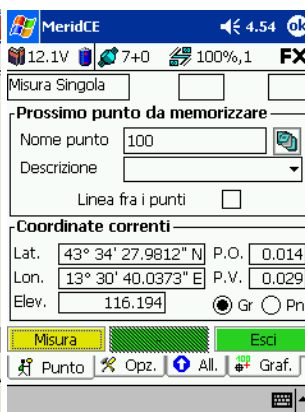 MeridCE 4.54 ok
12.1V 7+0 100%,1 FX
Misura Singola
Prossimo punto da memorizzare
Nome punto 100
Descrizione
Linea fra i punti
Coordinate correnti
Lat. 43° 34' 27.9812" N P.O. 0.014
Lon. 13° 30' 40.0373" E P.V. 0.029
Elev. 116.194 Gr Pn
Misura - Esci
Punto Opz. All. Graf.